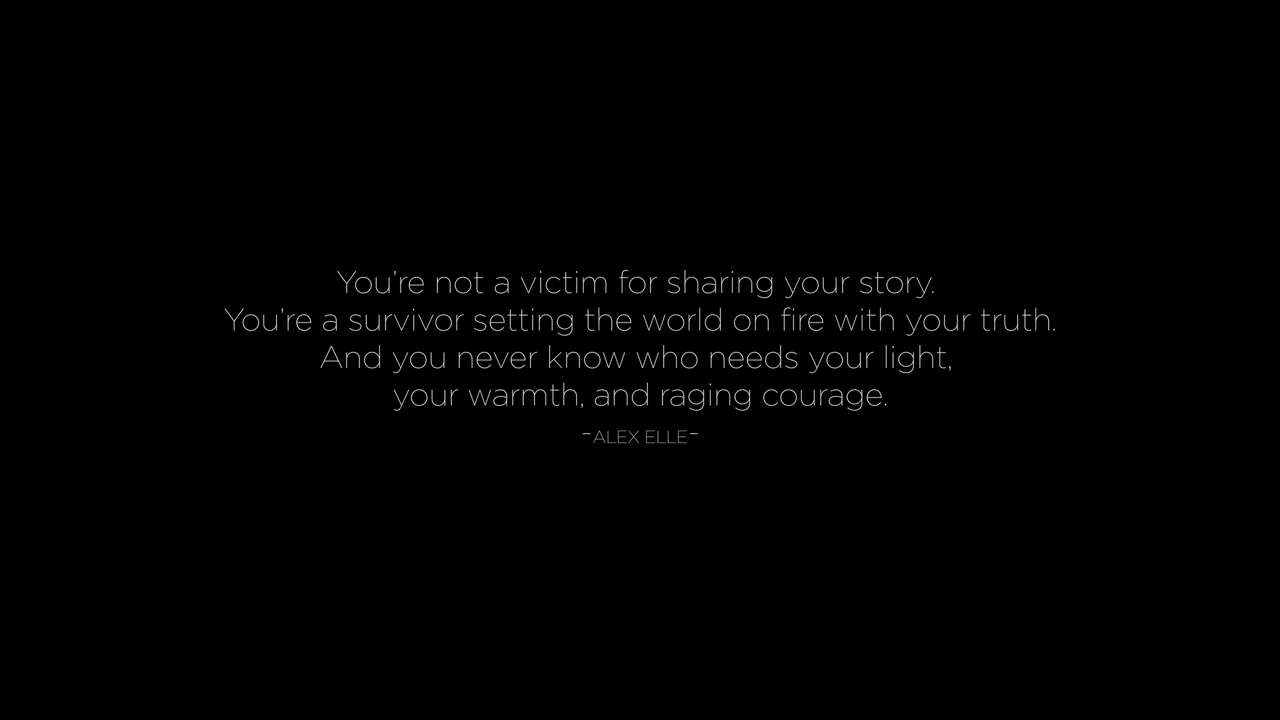 You’re not a victim for sharing your story.
You’re a survivor setting the world on fire with your truth.
And you never know who needs your light,
your warmth, and raging courage.
-ALEX ELLE-